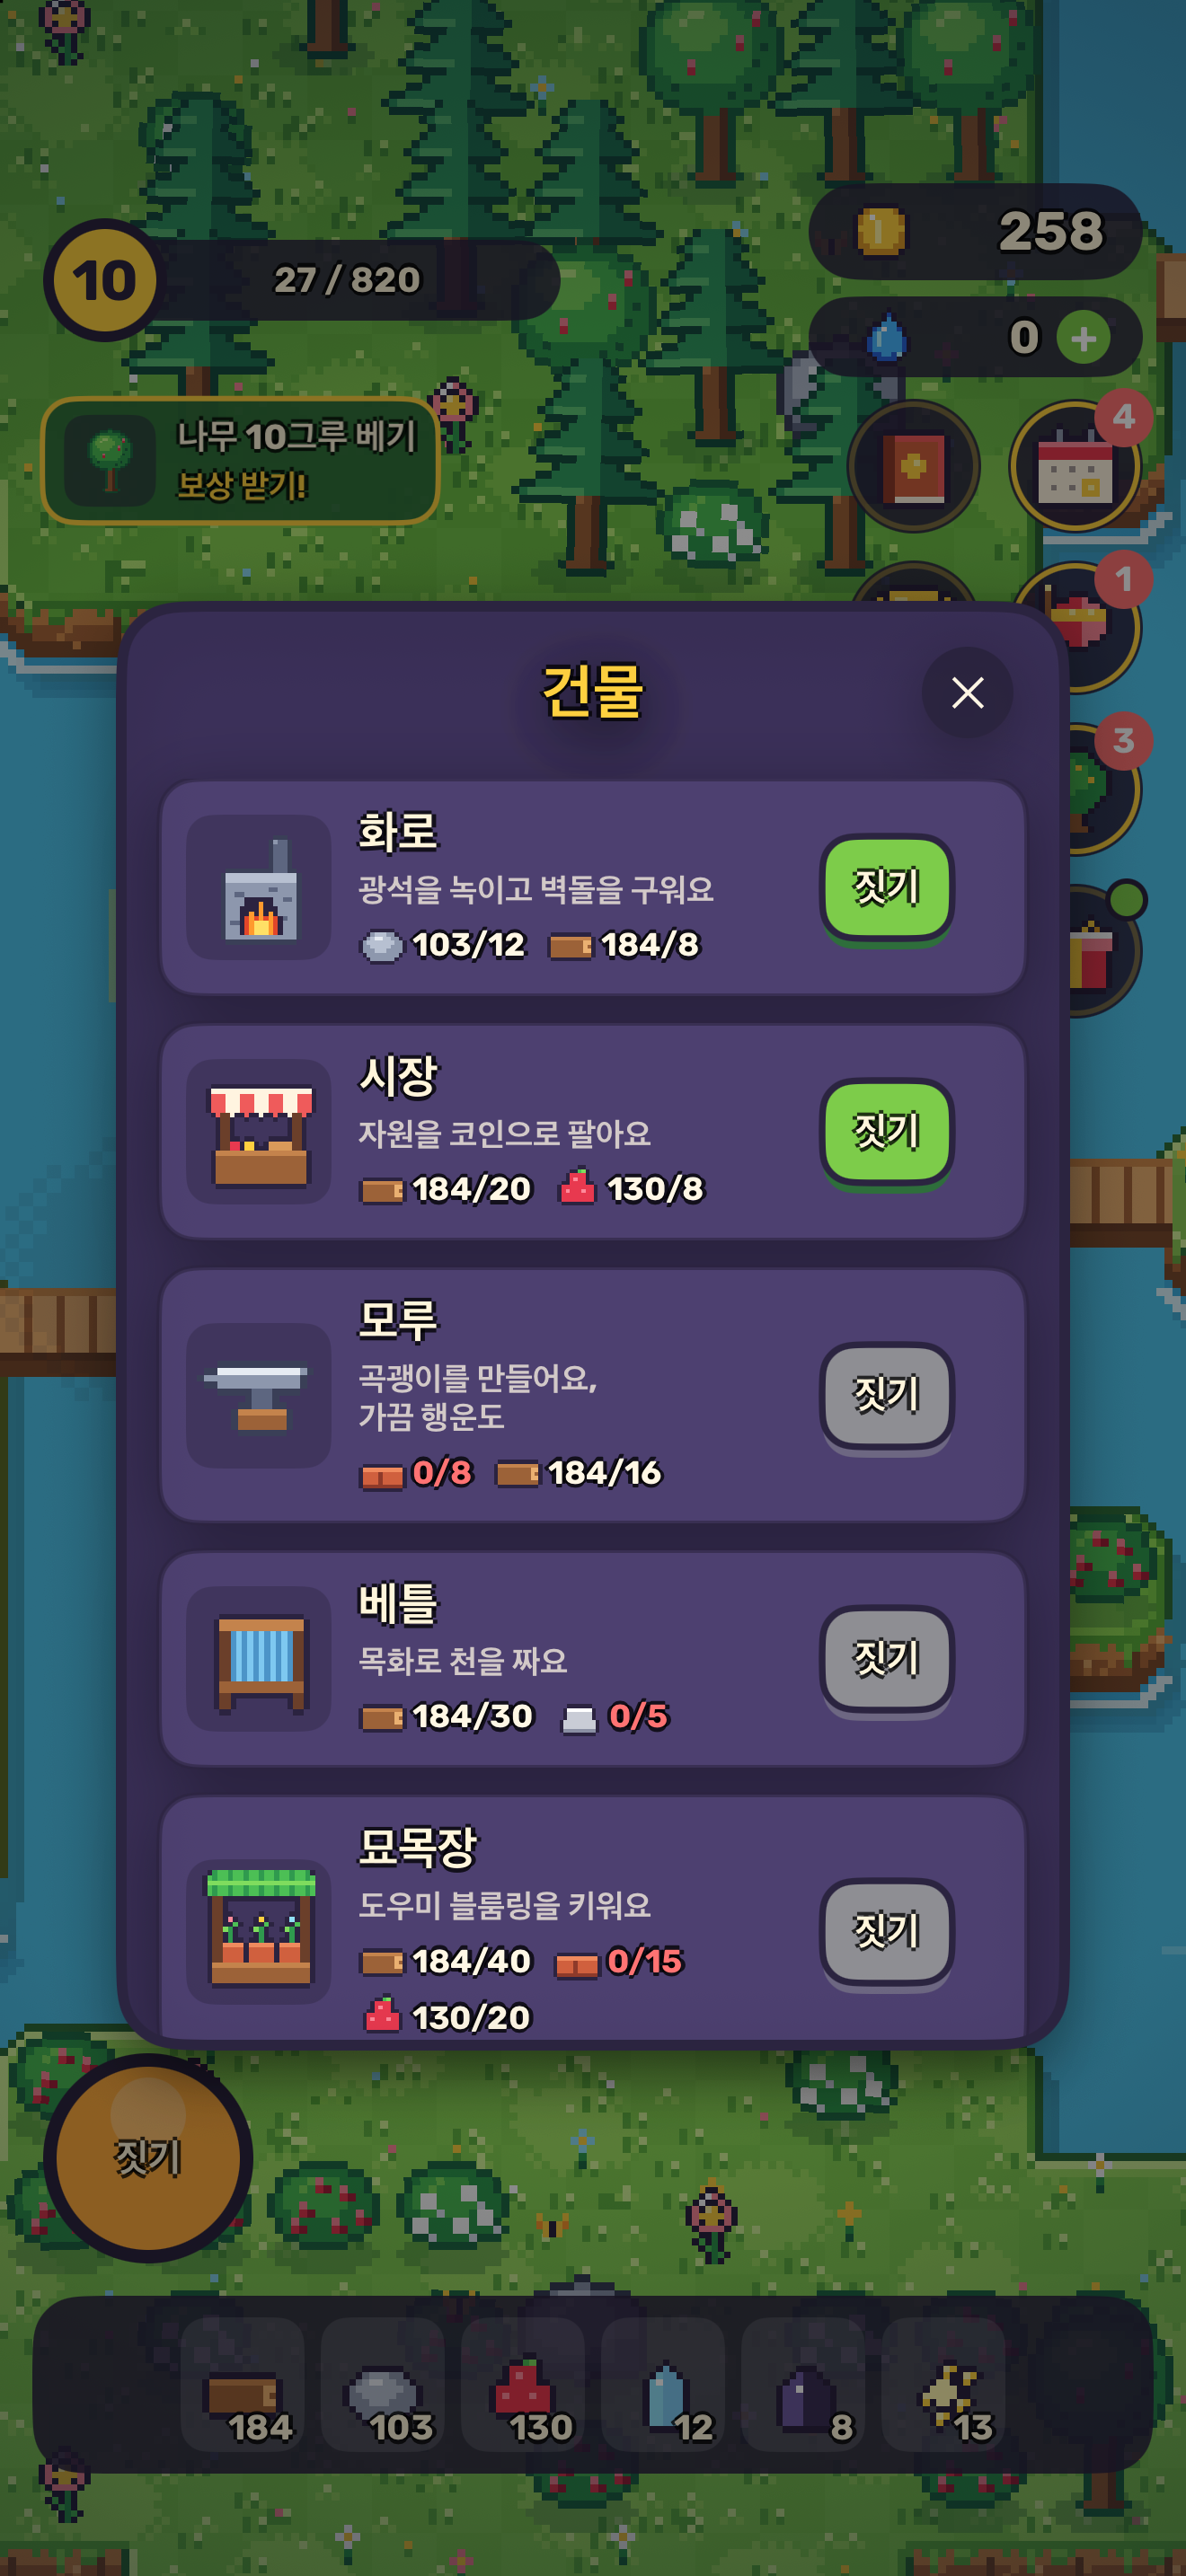 10
27 / 820
258
0 +
나무 10그루 베기
보상 받기!
4
1
3
건물
화로
광석을 녹이고 벽돌을 구워요
103/12 184/8
짓기
시장
자원을 코인으로 팔아요
184/20 130/8
짓기
모루
곡괭이를 만들어요,
가끔 행운도
0/8 184/16
짓기
베틀
목화로 천을 짜요
184/30 0/5
짓기
묘목장
도우미 블룸링을 키워요
184/40 0/15
130/20
짓기
짓기
184 103 130 12 8 13